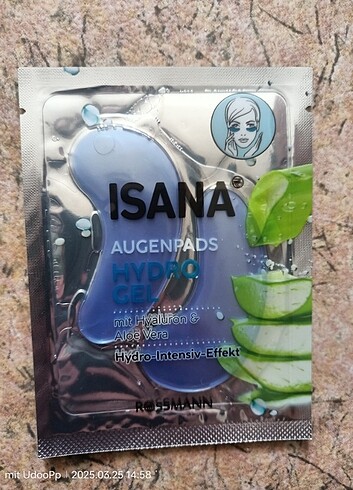 ISANA
AUGENPADS
HYDRO
GEL
mit Hyaluron &
Aloe Vera
Hydro-Intensiv-Effekt
ROSSMANN
mit UdooPp | 2025.03.25 14:58